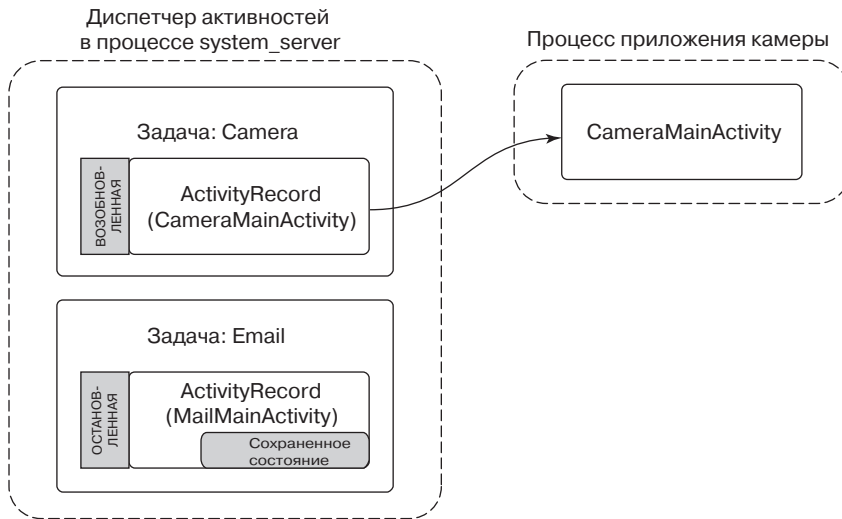 Диспетчер активностей
в процессе system_server
Процесс приложения камеры
Задача: Camera
CameraMainActivity
ВОЗОБНОВ-
ЛЕННАЯ
ActivityRecord
(CameraMainActivity)
Задача: Email
ОСТАНОВ-
ЛЕННАЯ
ActivityRecord
(MailMainActivity)
Сохраненное
состояние